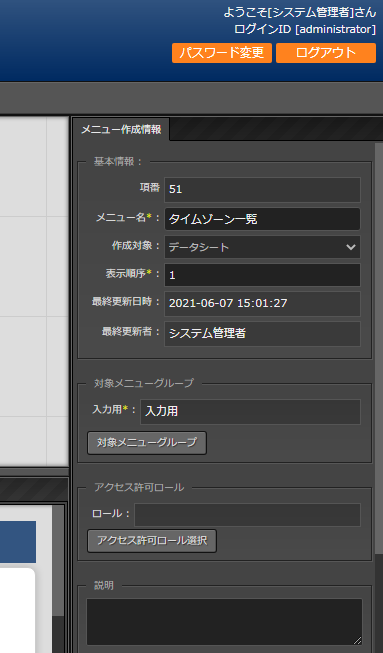 ようこそ[システム管理者]さん
ログインID [administrator]
パスワード変更 ログアウト
メニュー作成情報
基本情報：
項番 51
メニュー名*： タイムゾーン一覧
作成対象： データシート
表示順序*： 1
最終更新日時： 2021-06-07 15:01:27
最終更新者： システム管理者
対象メニューグループ
入力用*： 入力用
対象メニューグループ
アクセス許可ロール
ロール：
アクセス許可ロール選択
説明